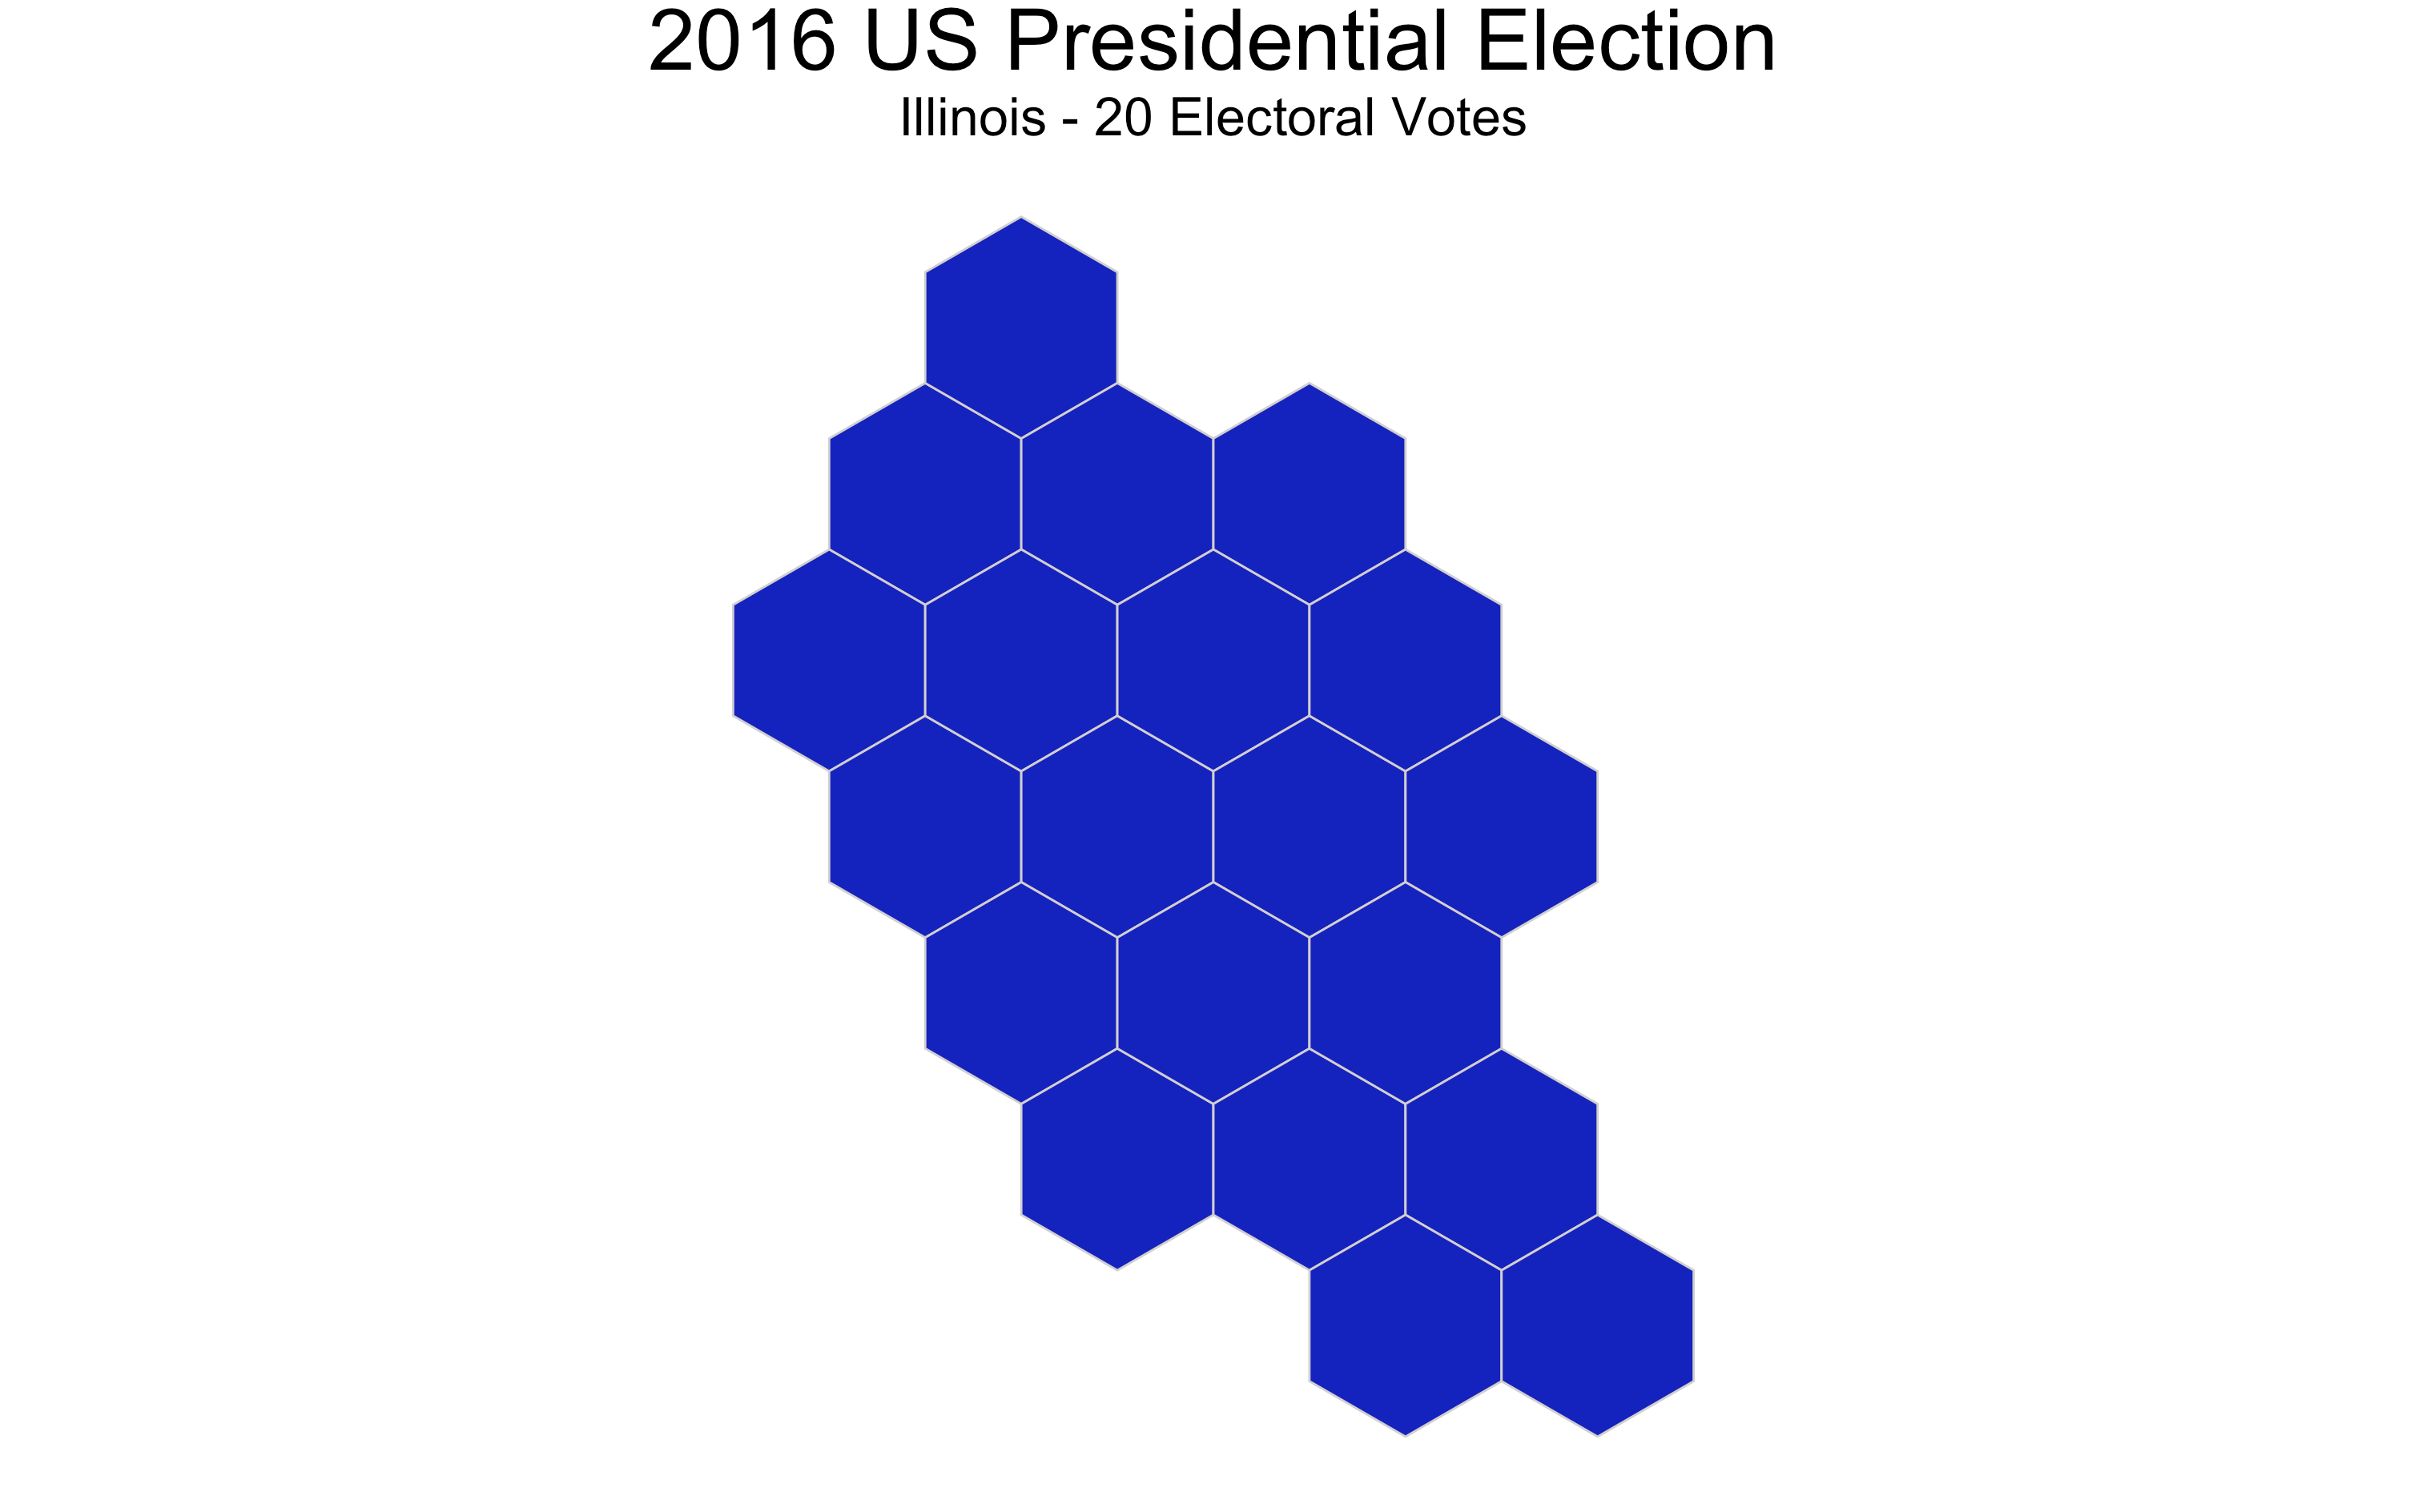 2016 US Presidential Election
Illinois - 20 Electoral Votes